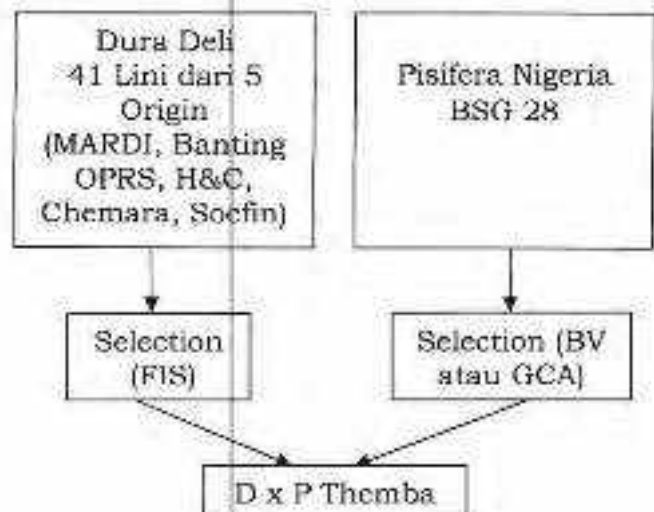 Dura Deli
41 Lini dari 5
Origin
(MARDI, Banting
OPRS, H&C,
Chemara, Socfin)
Pisifera Nigeria
BSG 28
Selection
(FIS)
Selection (BV
atau GCA)
D x P Themba